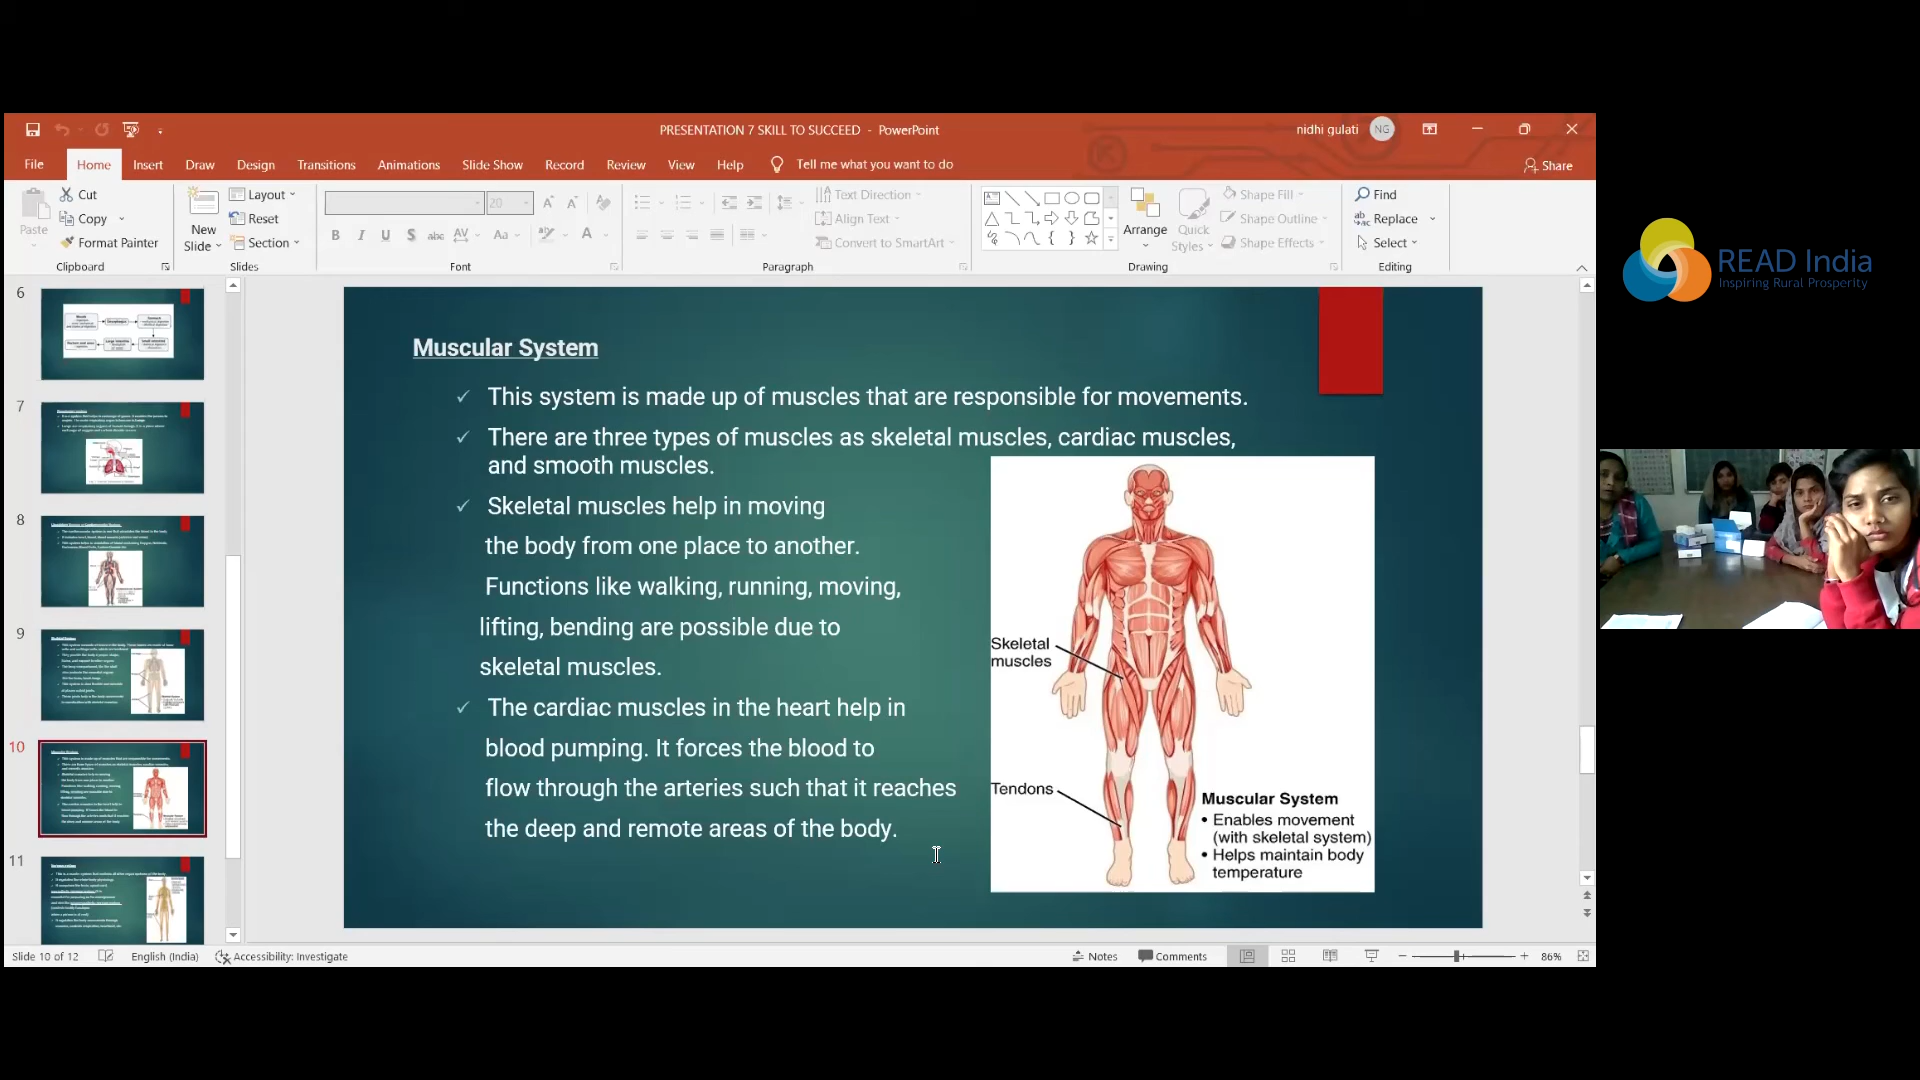 PRESENTATION 7 SKILL TO SUCCEED - PowerPoint
nidhi gulati
NG
File
Home
Insert
Draw
Design
Transitions
Animations
Slide Show
Record
Review
View
Help
Tell me what you want to do
Share
Paste
Cut
Copy
Format Painter
Clipboard
New
Slide
Layout
Reset
Section
Slides
20
Font
Text Direction
Align Text
Convert to SmartArt
Paragraph
Arrange
Quick
Styles
Shape Fill
Shape Outline
Shape Effects
Drawing
Find
Replace
Select
Editing
6
7
8
9
10
11
Muscular System
✓ This system is made up of muscles that are responsible for movements.
✓ There are three types of muscles as skeletal muscles, cardiac muscles,
and smooth muscles.
✓ Skeletal muscles help in moving
the body from one place to another.
Functions like walking, running, moving,
lifting, bending are possible due to
skeletal muscles.
✓ The cardiac muscles in the heart help in
blood pumping. It forces the blood to
flow through the arteries such that it reaches
the deep and remote areas of the body.
Skeletal
muscles
Tendons
Muscular System
• Enables movement
(with skeletal system)
• Helps maintain body
temperature
Slide 10 of 12
English (India)
Accessibility: Investigate
Notes
Comments
86%
READ India
Inspiring Rural Prosperity